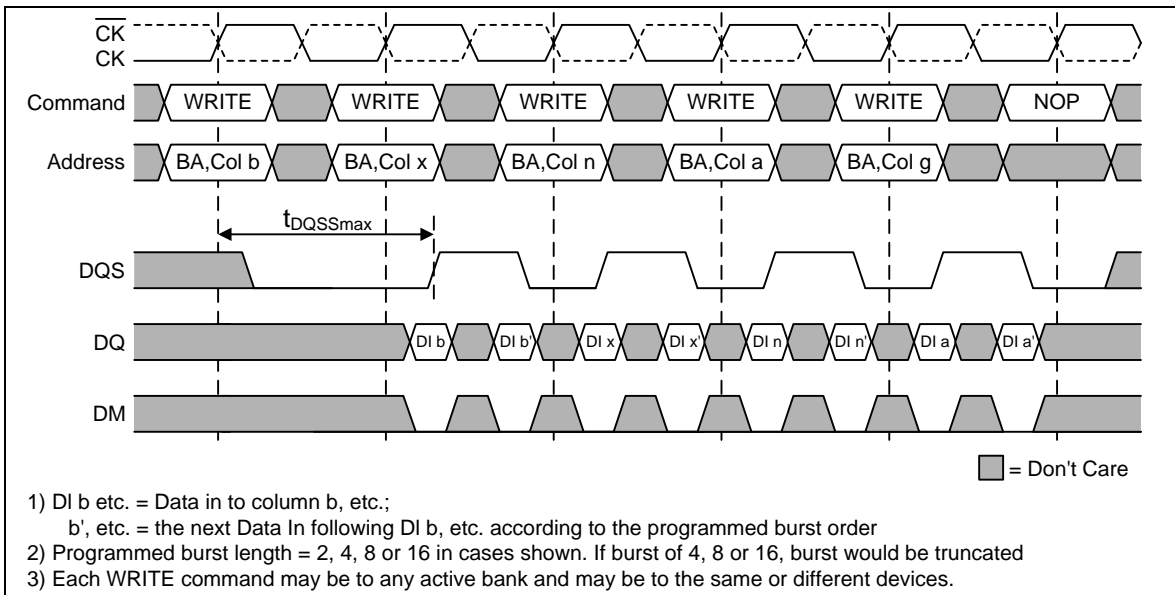 CK
CK
Command WRITE WRITE WRITE WRITE WRITE NOP
Address BA,Col b BA,Col x BA,Col n BA,Col a BA,Col g
tDQSSmax
DQS
DQ DI b DI b' DI x DI x' DI n DI n' DI a DI a'
DM
= Don't Care
1) DI b etc. = Data in to column b, etc.;
b', etc. = the next Data In following DI b, etc. according to the programmed burst order
2) Programmed burst length = 2, 4, 8 or 16 in cases shown. If burst of 4, 8 or 16, burst would be truncated
3) Each WRITE command may be to any active bank and may be to the same or different devices.